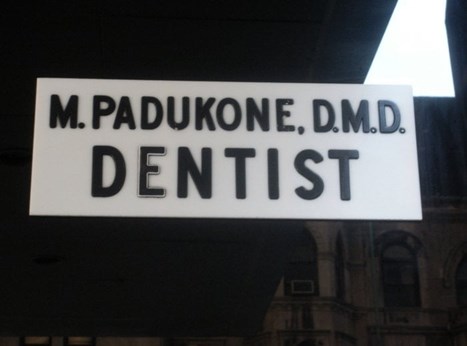 M. PADUKONE, D.M.D.
DENTIST